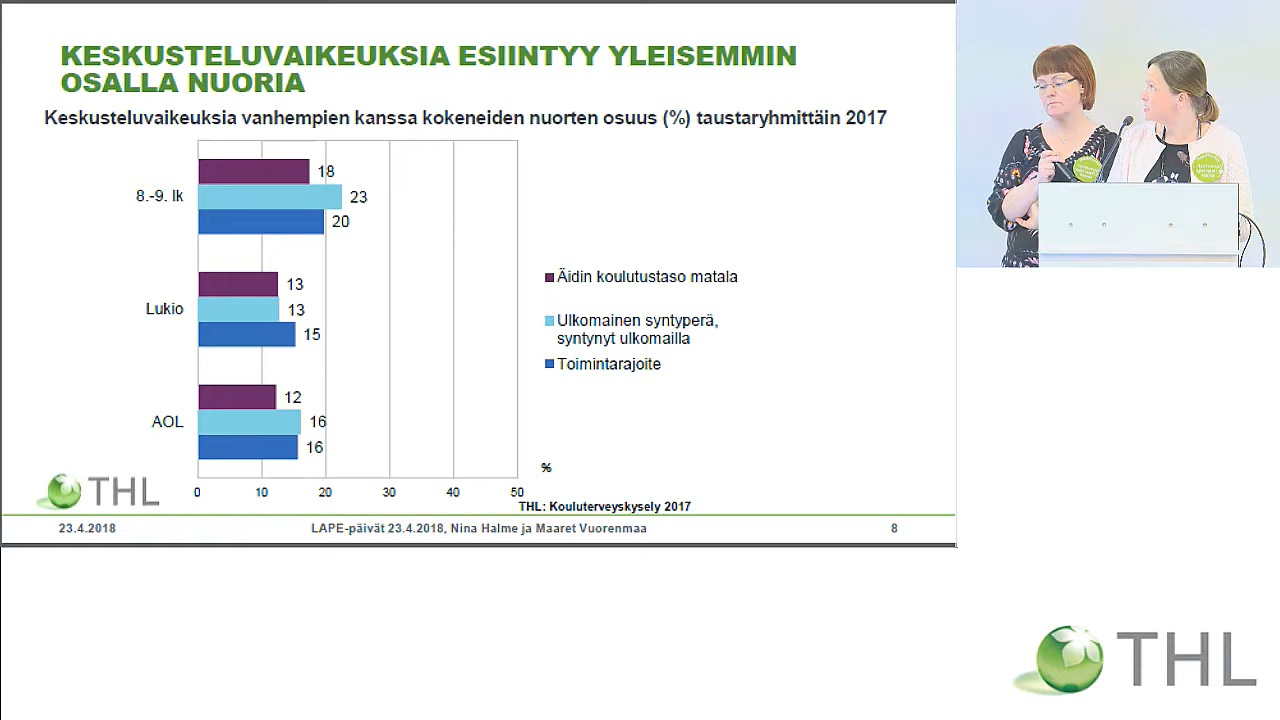 KESKUSTELUVAIKEUKSIA ESIINTYY YLEISEMMIN
OSALLA NUORIA
Keskusteluvaikeuksia vanhempien kanssa kokeneiden nuorten osuus (%) taustaryhmittäin 2017
8.-9. lk
18
23
20
Lukio
13
13
15
AOL
12
16
16
Äidin koulutustaso matala
Ulkomainen syntyperä,
syntynyt ulkomailla
Toimintarajoite
%
0 10 20 30 40 50
THL: Kouluterveyskysely 2017
THL
23.4.2018 LAPE-päivät 23.4.2018, Nina Halme ja Maaret Vuorenmaa 8
THL